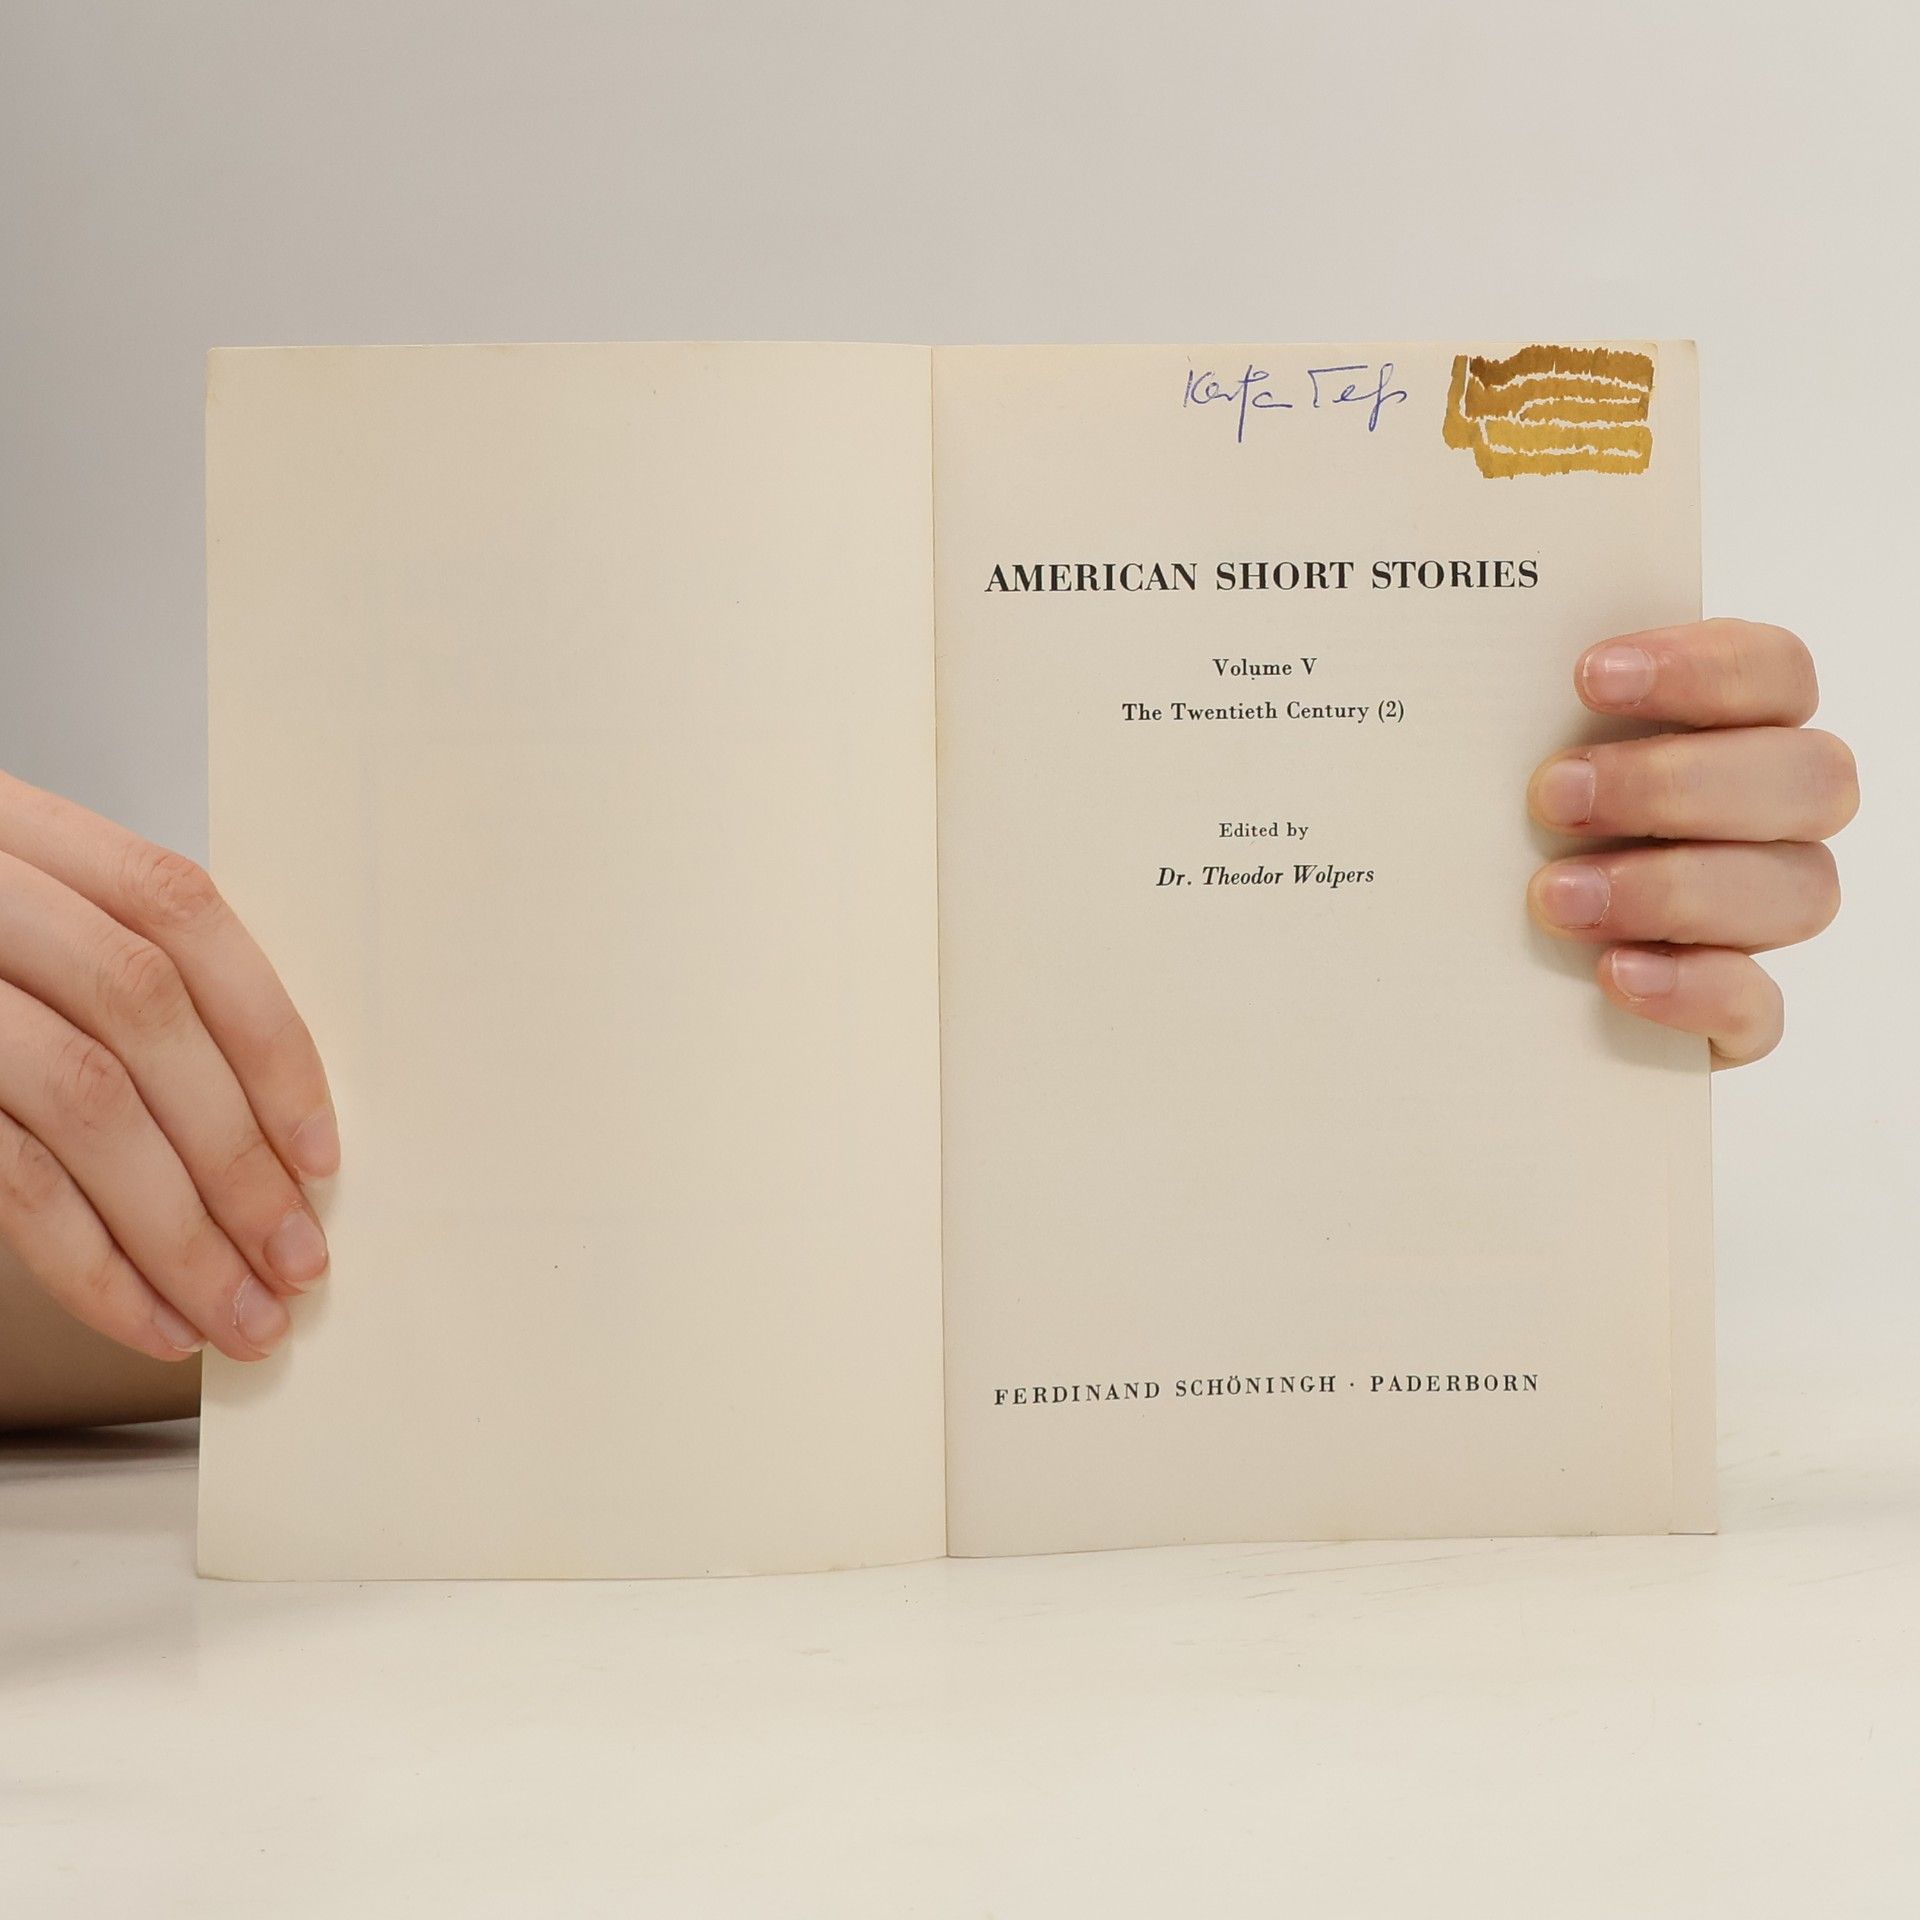 AMERICAN SHORT STORIES
Volume V
The Twentieth Century (2)
Edited by
Dr. Theodor Wolpers
FERDINAND SCHÖNINGH · PADERBORN